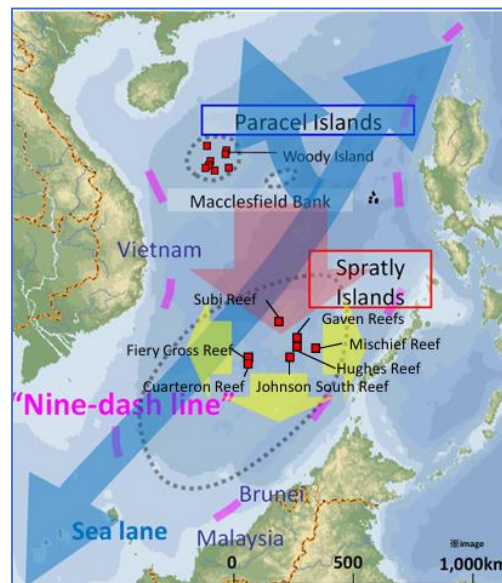 Paracel Islands
Woody Island
Macclesfield Bank
Vietnam
Spratly
Islands
Subi Reef
Gaven Reefs
Fiery Cross Reef
Mischief Reef
Hughes Reef
Cuarteron Reef
Johnson South Reef
"Nine-dash line"
Brunei
Sea lane
Malaysia
※image
0
500
1,000km